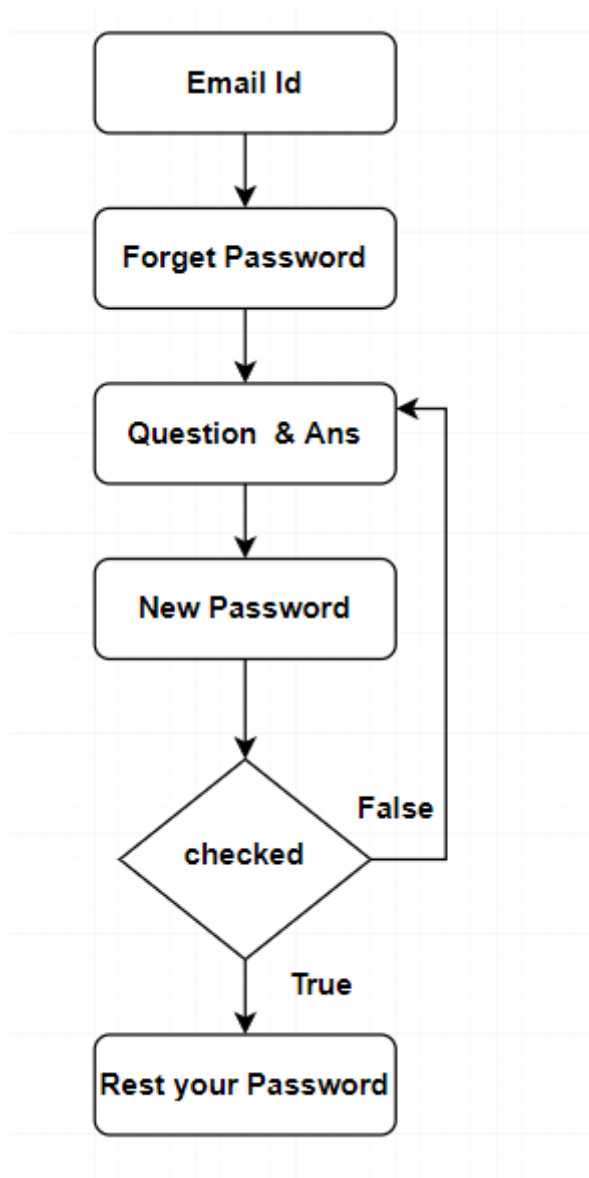 Email Id
Forget Password
Question & Ans
New Password
False
checked
True
Rest your Password